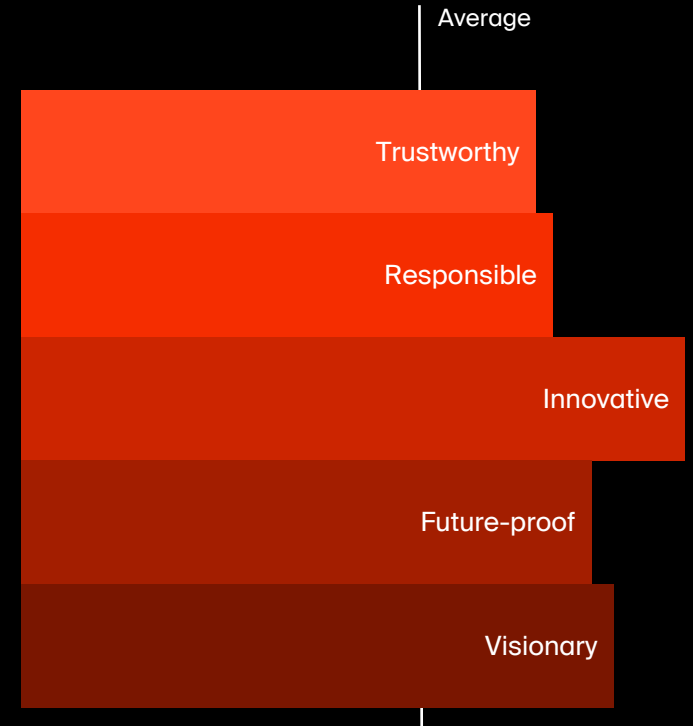 Average
Trustworthy
Responsible
Innovative
Future-proof
Visionary